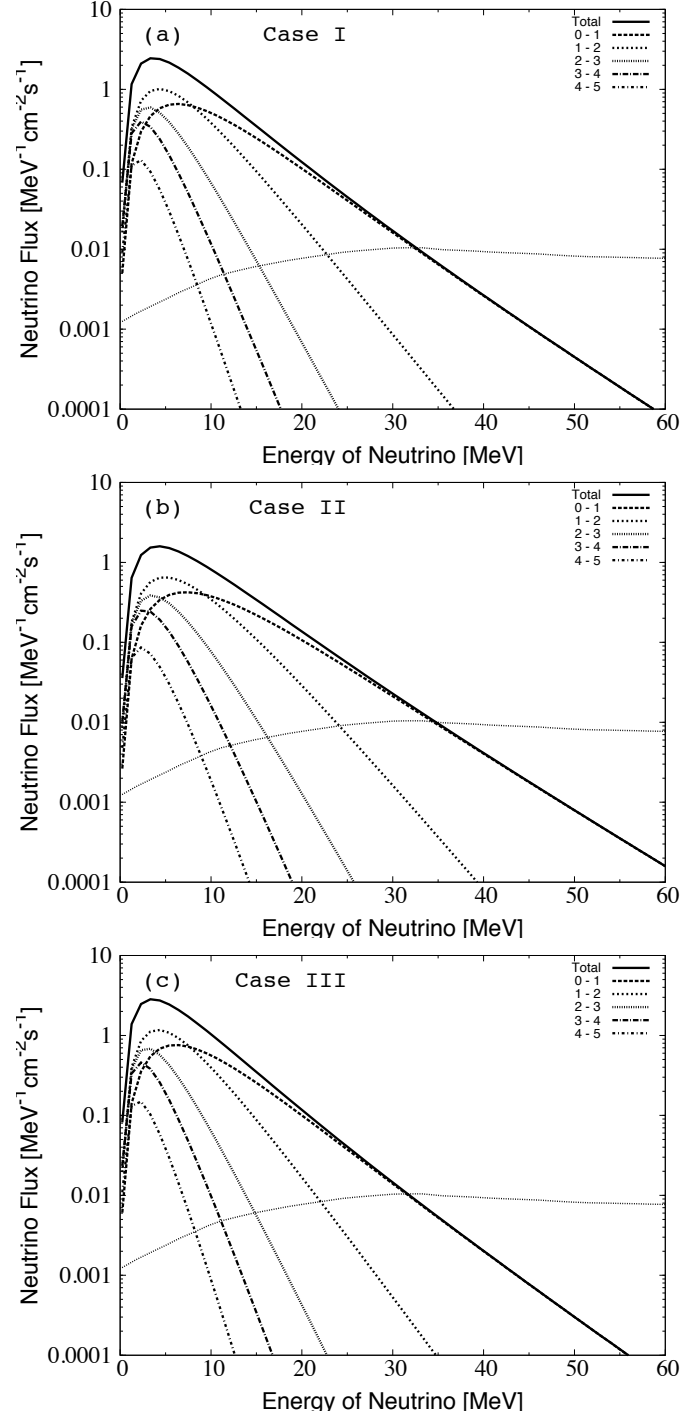 (a) Case I
Total
0 - 1
1 - 2
2 - 3
3 - 4
4 - 5
10
1
0.1
0.01
0.001
0.0001
Neutrino Flux [MeV⁻¹cm⁻²s⁻¹]
0 10 20 30 40 50 60
Energy of Neutrino [MeV]
(b) Case II
Total
0 - 1
1 - 2
2 - 3
3 - 4
4 - 5
10
1
0.1
0.01
0.001
0.0001
Neutrino Flux [MeV⁻¹cm⁻²s⁻¹]
0 10 20 30 40 50 60
Energy of Neutrino [MeV]
(c) Case III
Total
0 - 1
1 - 2
2 - 3
3 - 4
4 - 5
10
1
0.1
0.01
0.001
0.0001
Neutrino Flux [MeV⁻¹cm⁻²s⁻¹]
0 10 20 30 40 50 60
Energy of Neutrino [MeV]